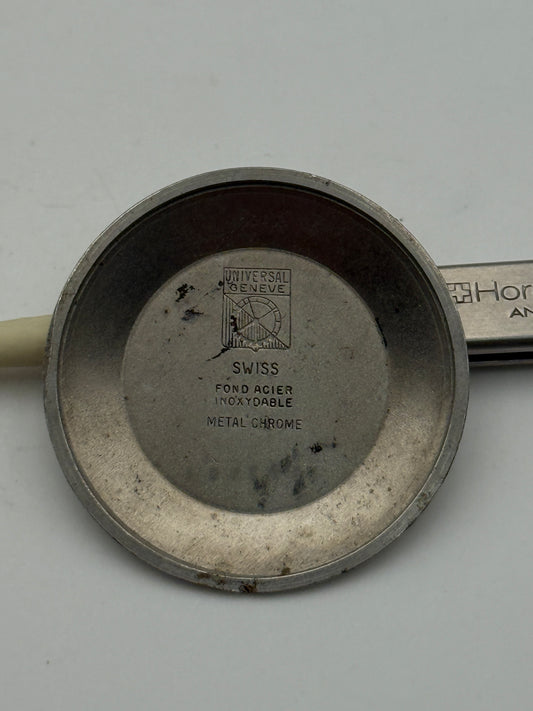 UNIVERSAL
GENEVE
SWISS
FOND ACIER
INOXYDABLE
METAL CHROME
Hor
AN